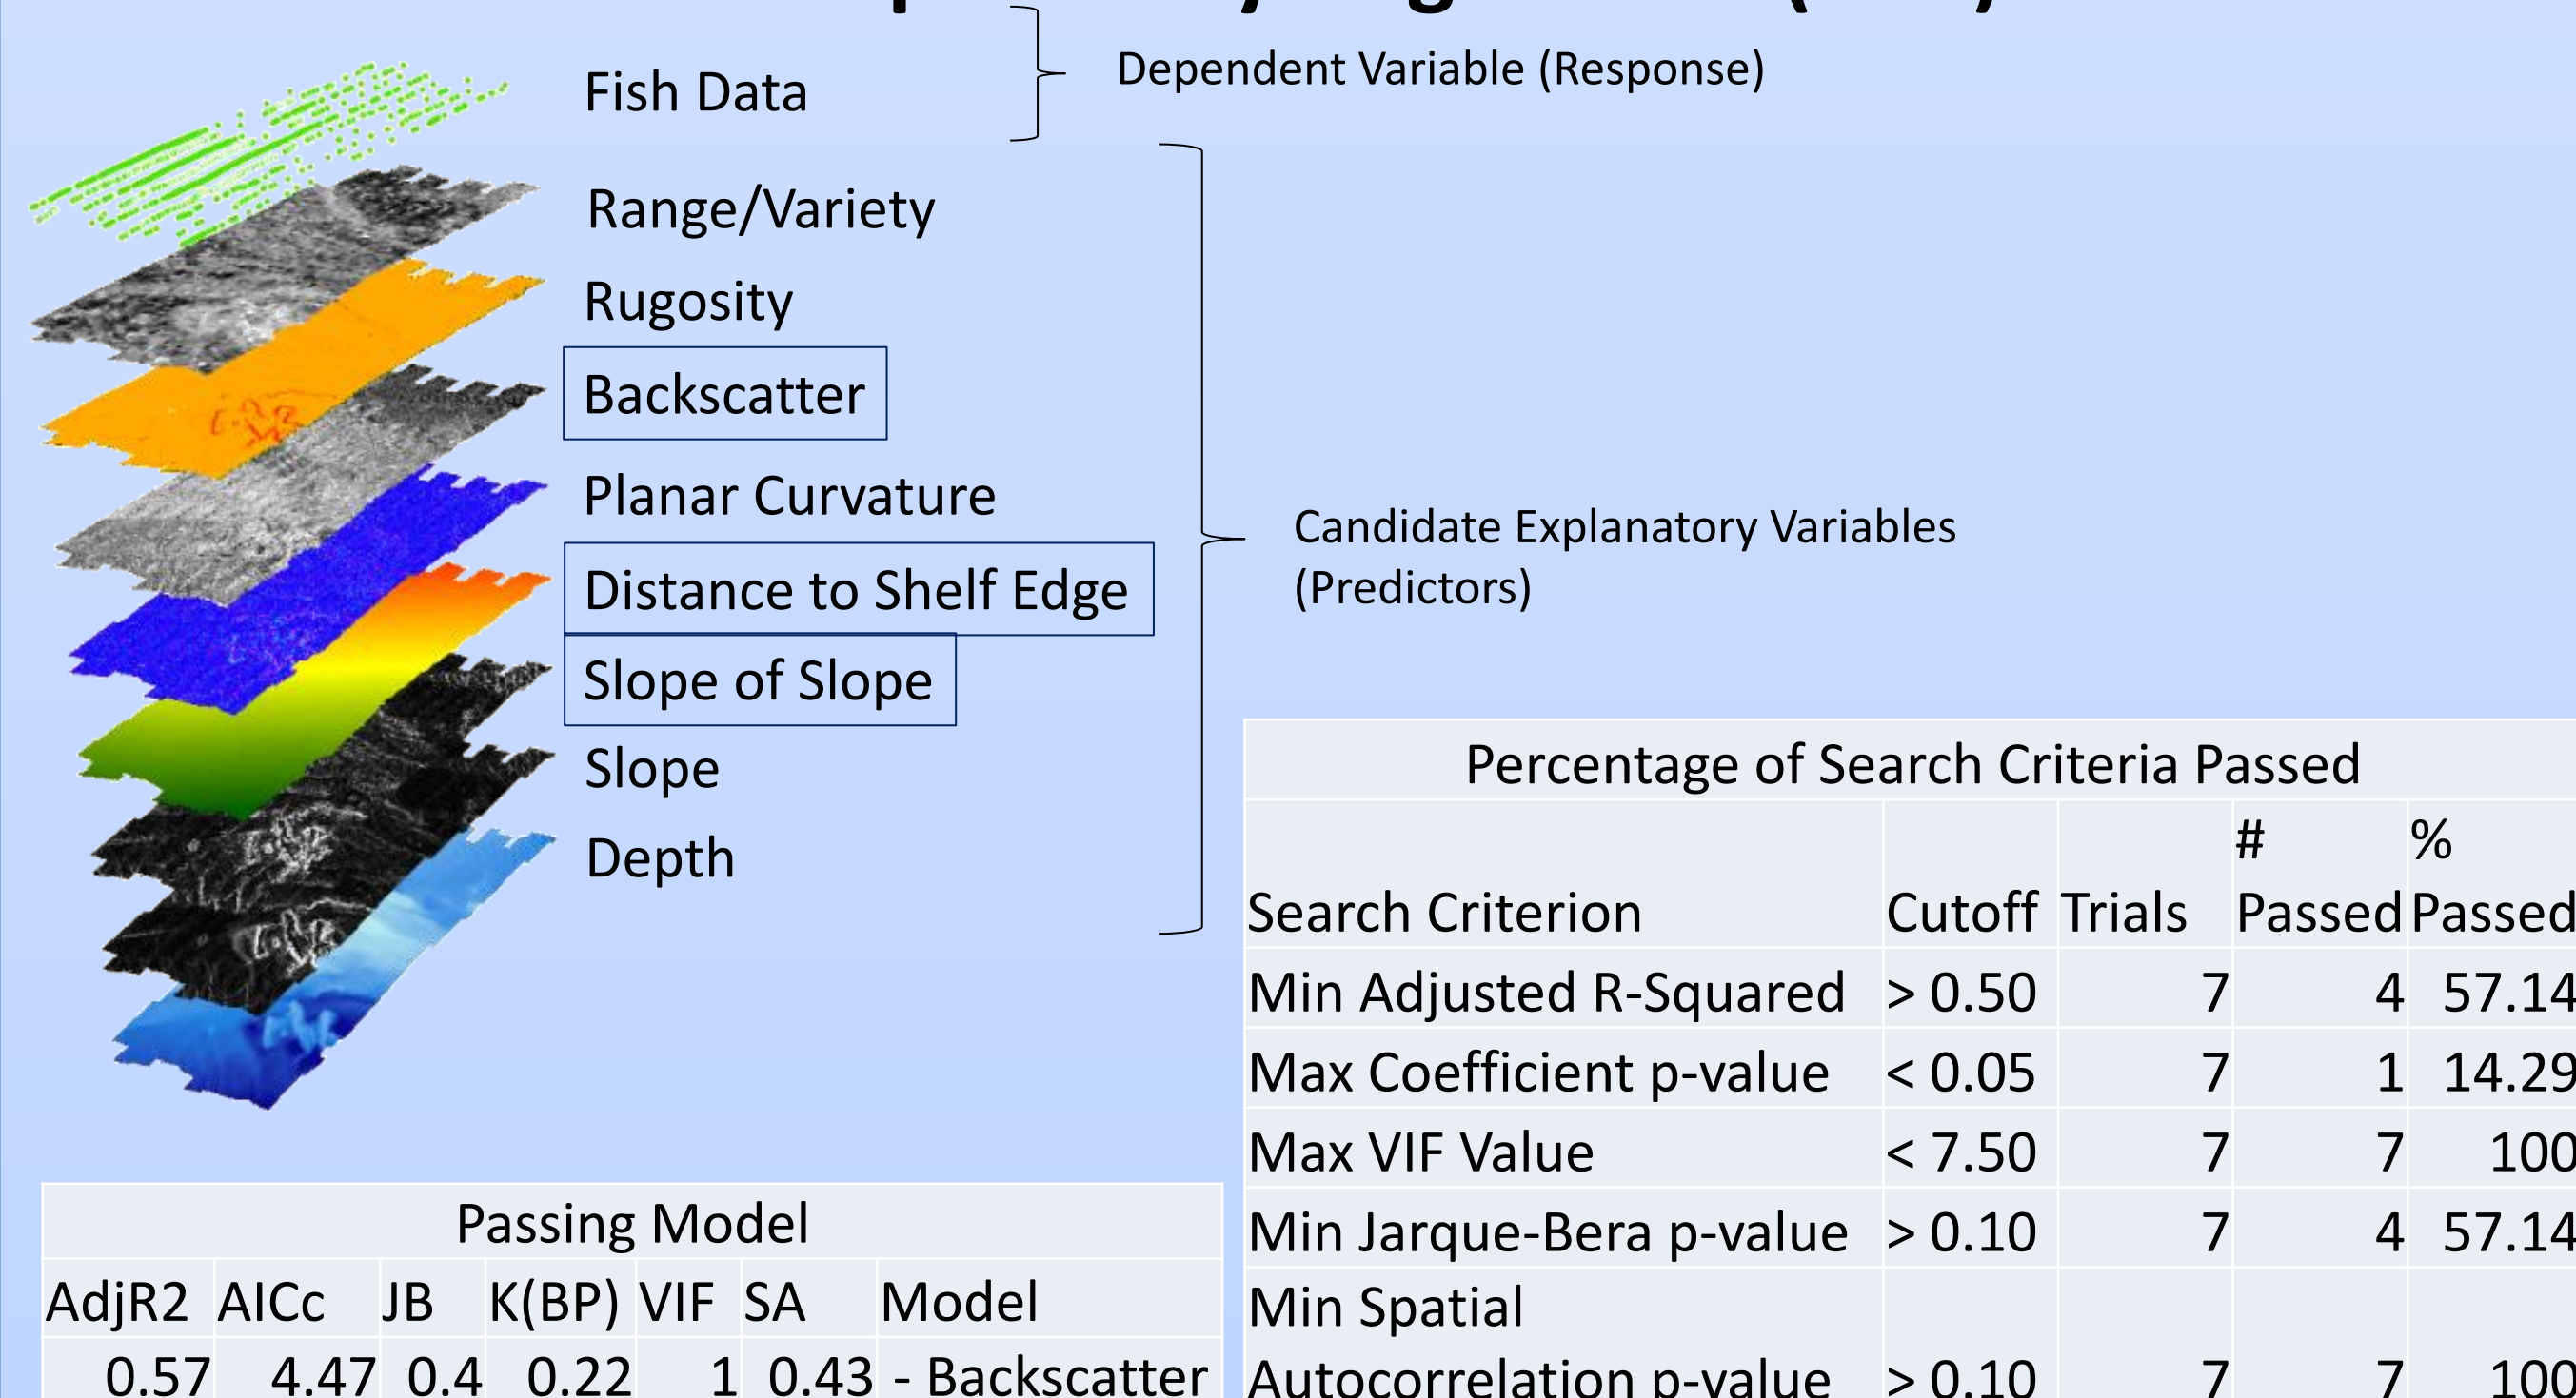 Fish Data
Dependent Variable (Response)
Range/Variety
Rugosity
Backscatter
Planar Curvature
Distance to Shelf Edge
Slope of Slope
Slope
Depth
Candidate Explanatory Variables
(Predictors)
Percentage of Search Criteria Passed
Search Criterion Cutoff Trials # Passed % Passed
Min Adjusted R-Squared > 0.50 7 4 57.14
Max Coefficient p-value < 0.05 7 1 14.29
Max VIF Value < 7.50 7 7 100
Min Jarque-Bera p-value > 0.10 7 4 57.14
Min Spatial
Autocorrelation p-value > 0.10 7 7 100
Passing Model
AdjR2 AICc JB K(BP) VIF SA Model
0.57 4.47 0.4 0.22 1 0.43 - Backscatter